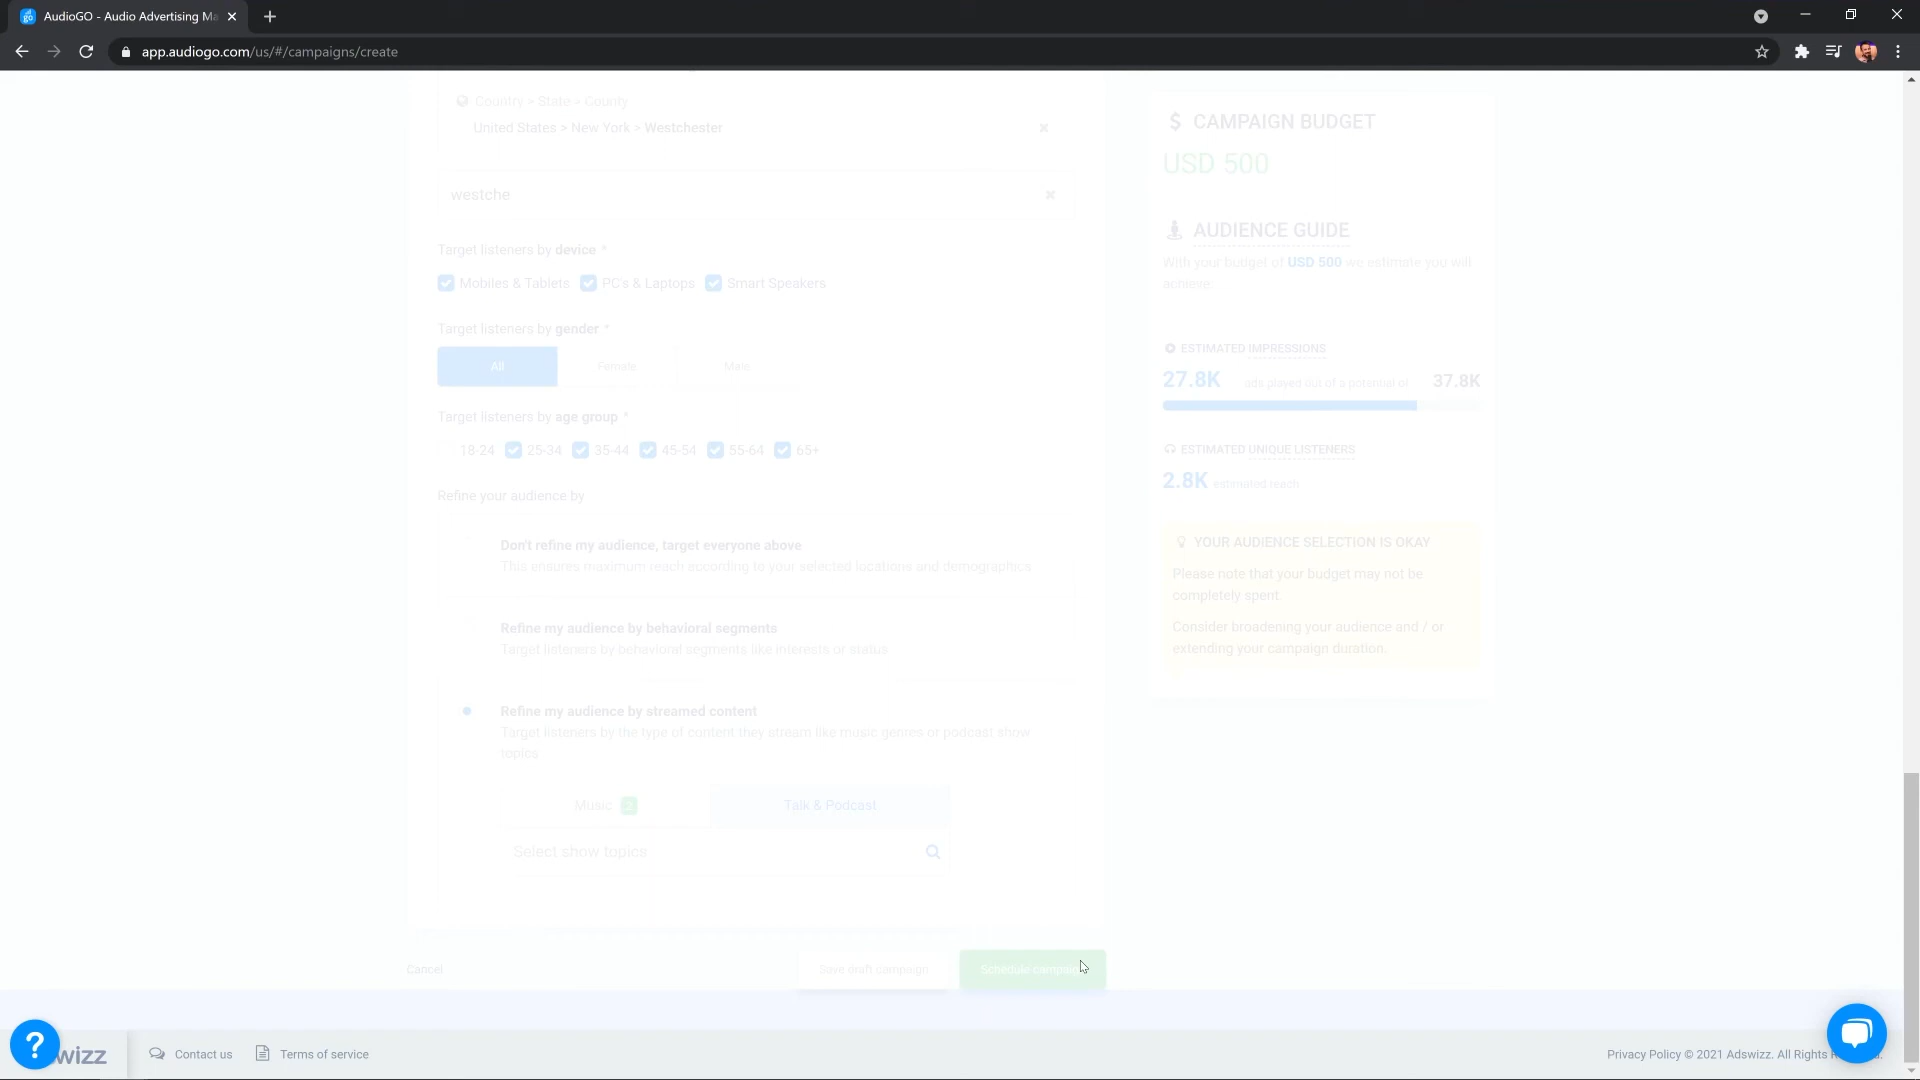 AudioGO - Audio Advertising Ma
app.audiogo.com/us/#/campaigns/create
Country > State > County
United States > New York > Westchester
westche
Target listeners by device *
Mobiles & Tablets PC's & Laptops Smart Speakers
Target listeners by gender *
All Female Male
Target listeners by age group *
18-24 25-34 35-44 45-54 55-64 65+
Refine your audience by
Don't refine my audience, target everyone above
This ensures maximum reach according to your selected locations and demographics
Refine my audience by behavioral segments
Target listeners by behavioral segments like interests or status
Refine my audience by streamed content
Target listeners by the type of content they stream like music genres or podcast show
topics
Music 2 Talk & Podcast
Select show topics
Cancel Save draft campaign Schedule campaign
$ CAMPAIGN BUDGET
USD 500
AUDIENCE GUIDE
With your budget of USD 500 we estimate you will
achieve:
ESTIMATED IMPRESSIONS
27.8K ads played out of a potential of 37.8K
ESTIMATED UNIQUE LISTENERS
2.8K estimated reach
YOUR AUDIENCE SELECTION IS OKAY
Please note that your budget may not be
completely spent.
Consider broadening your audience and / or
extending your campaign duration.
? wizz Contact us Terms of service
Privacy Policy © 2021 Adswizz. All Rights